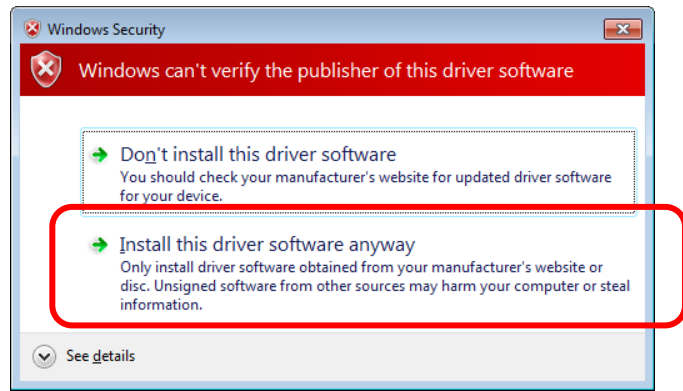 Windows Security
Windows can't verify the publisher of this driver software
Don't install this driver software
You should check your manufacturer's website for updated driver software
for your device.
Install this driver software anyway
Only install driver software obtained from your manufacturer's website or
disc. Unsigned software from other sources may harm your computer or steal
information.
See details